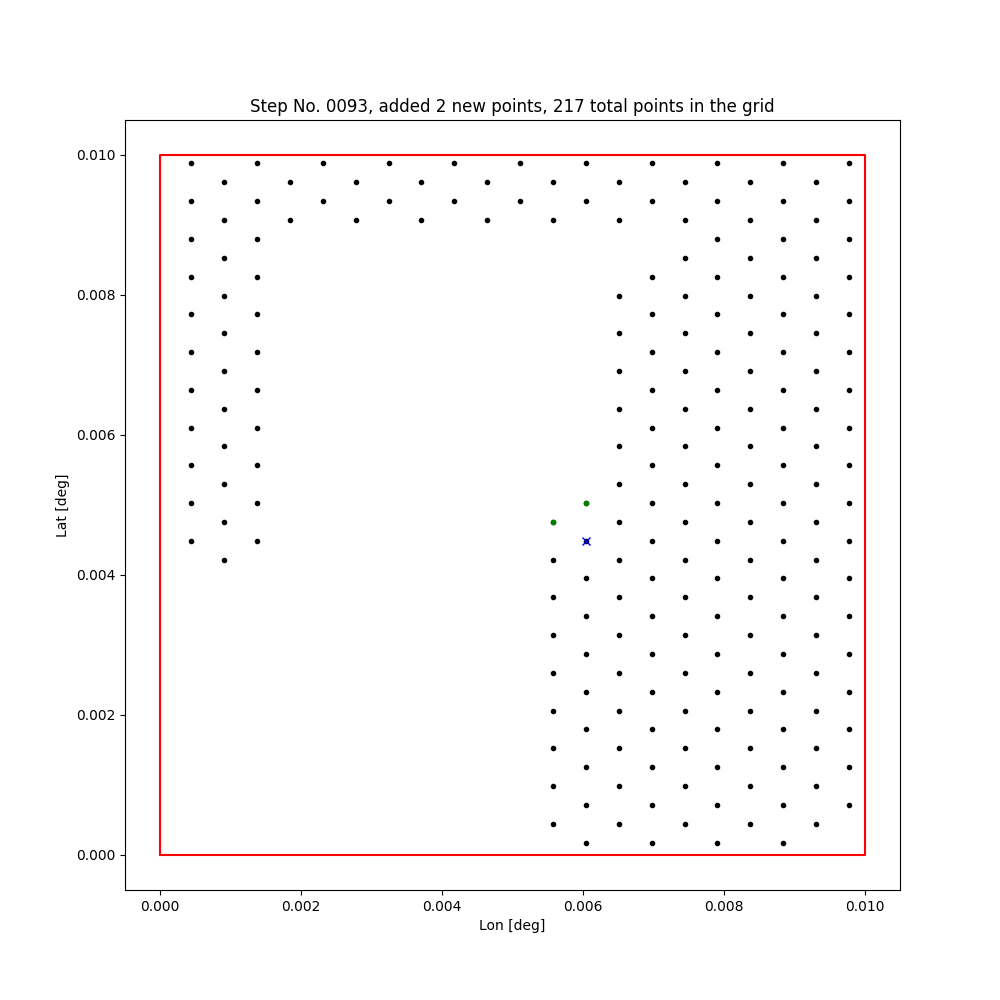 Step No. 0093, added 2 new points, 217 total points in the grid
0.010
0.008
0.006
0.004
0.002
0.000
Lat [deg]
0.000 0.002 0.004 0.006 0.008 0.010
Lon [deg]